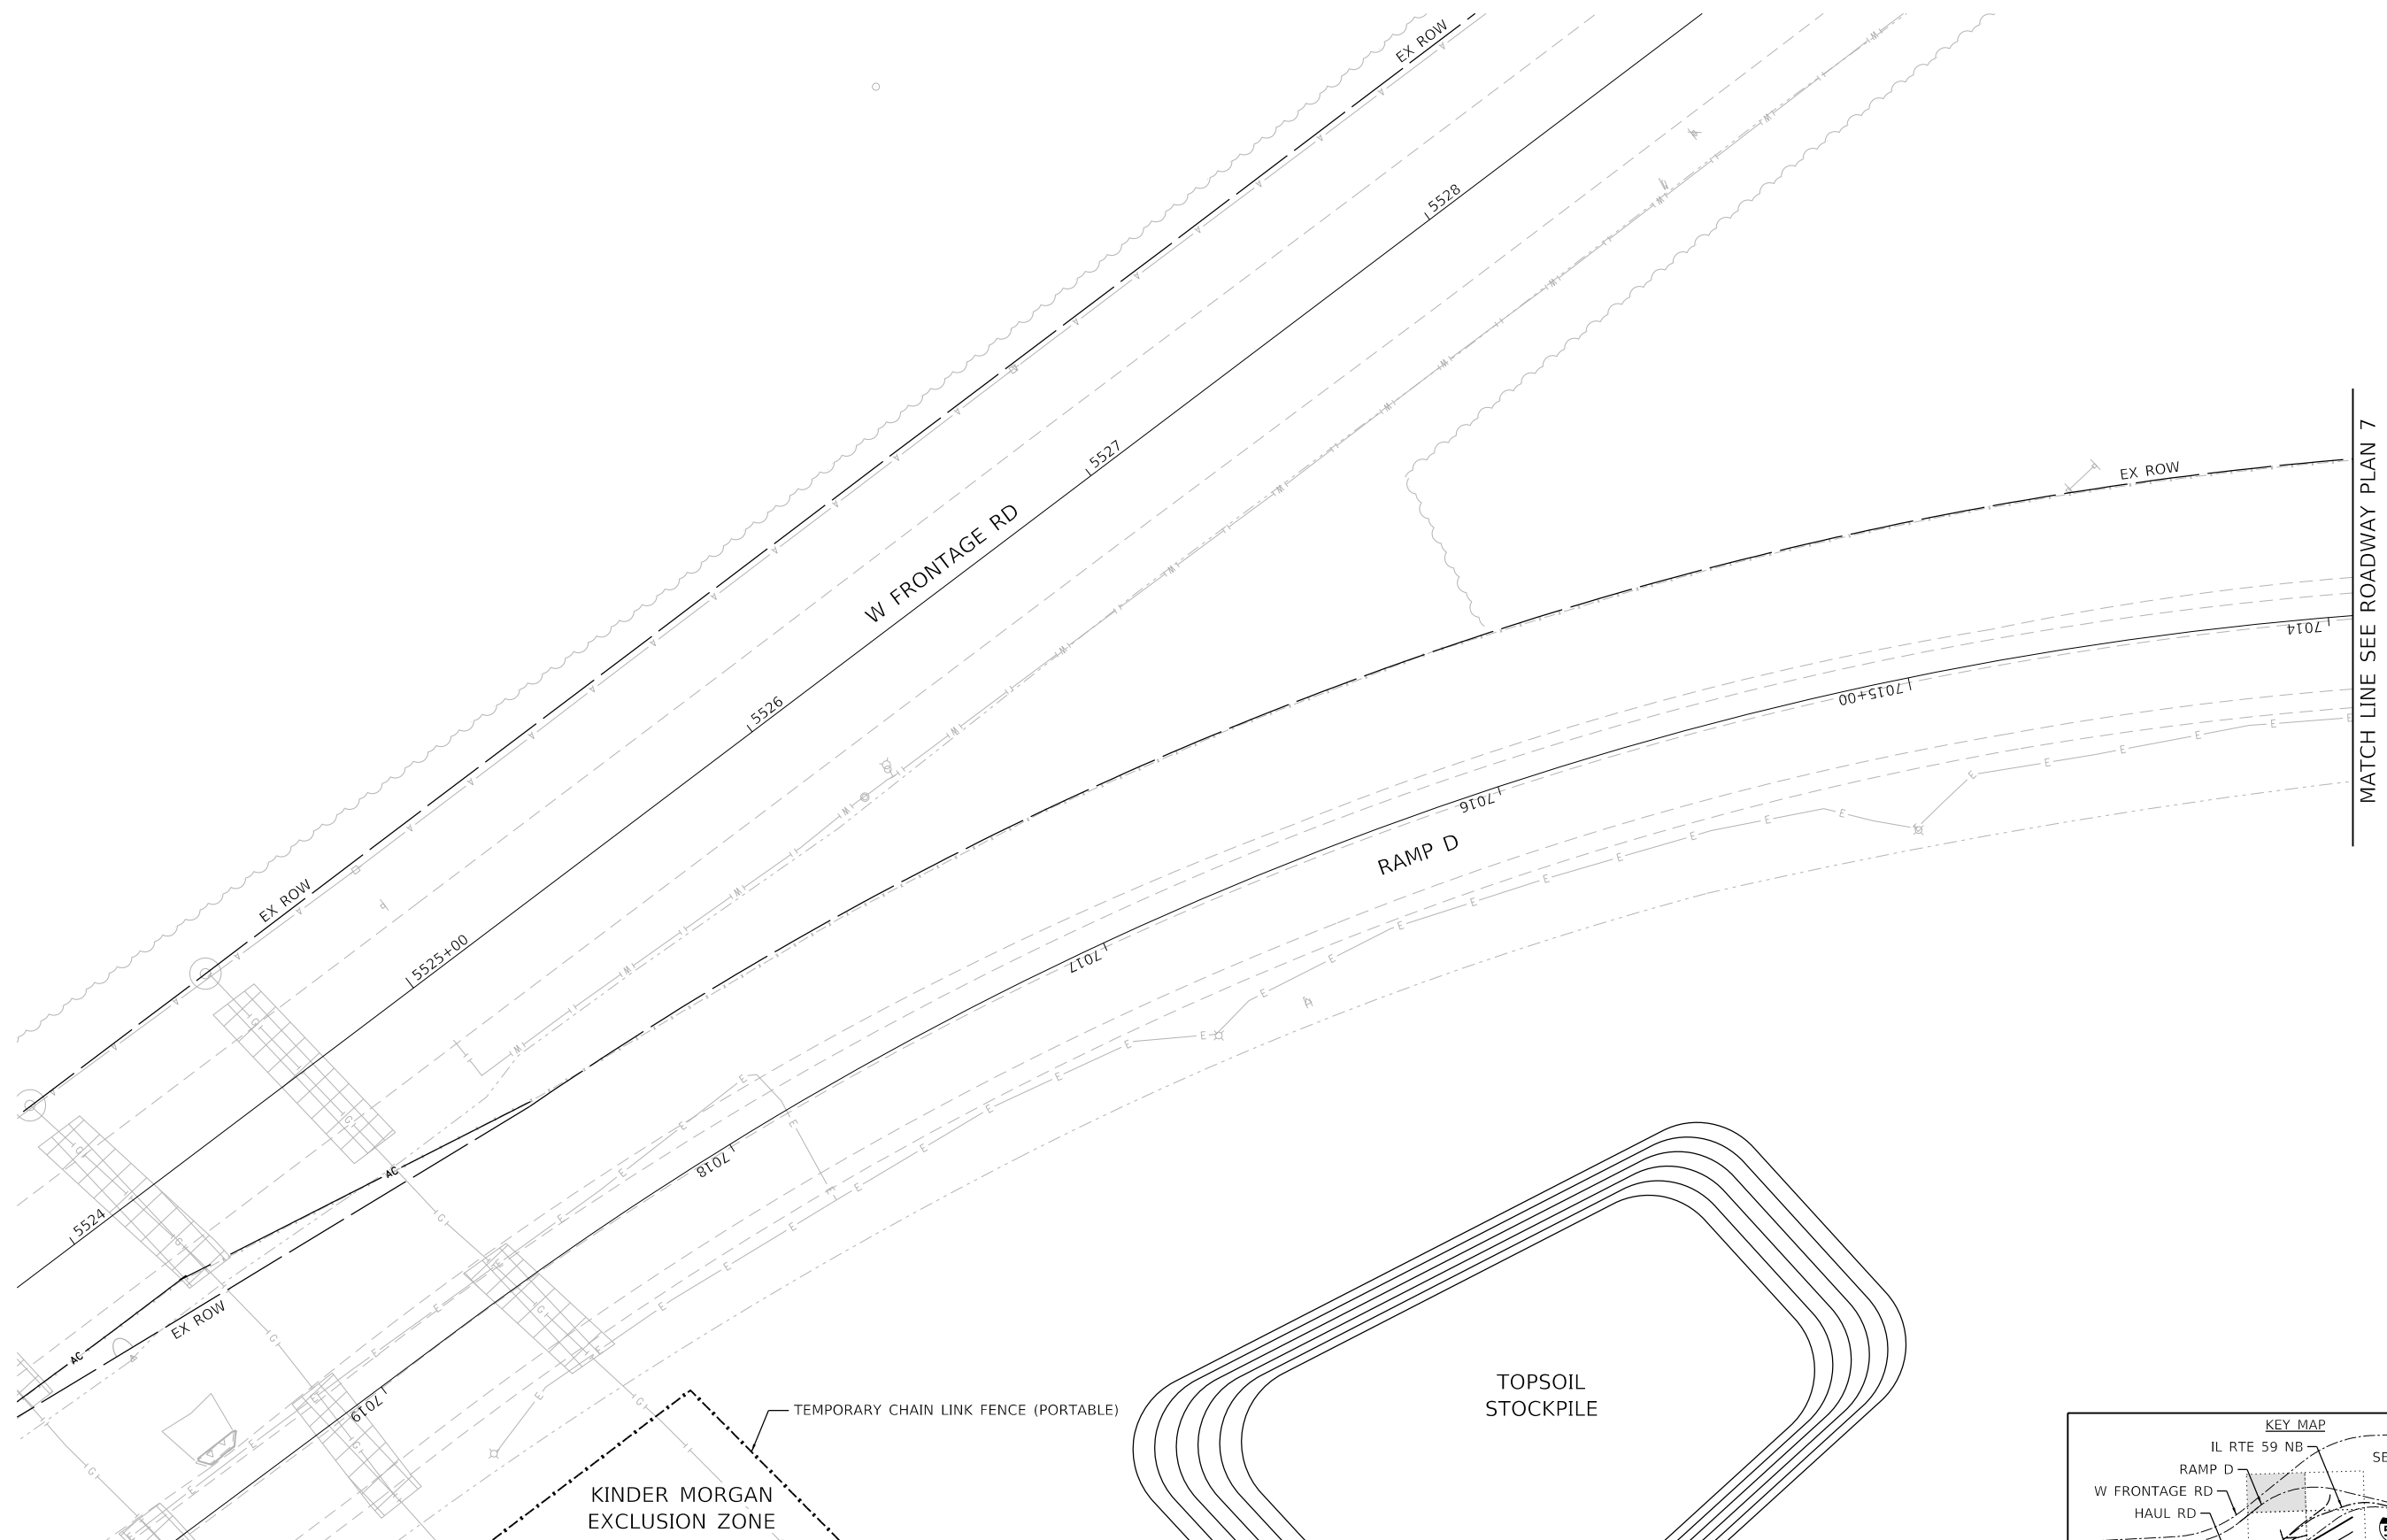 EX ROW
5528
5527
W FRONTAGE RD
EX ROW
MATCH LINE SEE ROADWAY PLAN 7
7014
7015+00
5526
7016
RAMP D
EX ROW
5525+00
7017
7018
AC
5524
EX ROW
AC
7019
TOPSOIL
STOCKPILE
TEMPORARY CHAIN LINK FENCE (PORTABLE)
KINDER MORGAN
EXCLUSION ZONE
KEY MAP
IL RTE 59 NB
SE
RAMP D
W FRONTAGE RD
HAUL RD